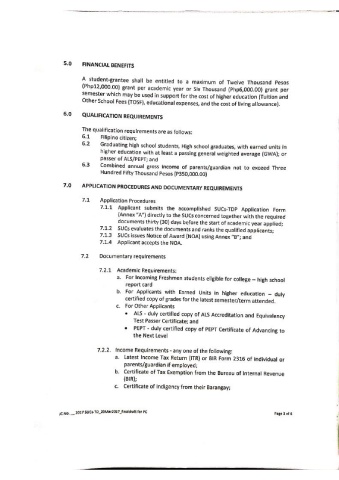 5.0 FINANCIAL BENEFITS
A student-grantee shall be entitled to a maximum of Twelve Thousand Pesos
(Php12,000.00) grant per academic year or Six Thousand (Php6,000.00) grant per
semester which may be used in support for the cost of higher education (Tuition and
Other School Fees (TOSF), educational expenses, and the cost of living allowance).
6.0 QUALIFICATION REQUIREMENTS
The qualification requirements are as follows:
6.1 Filipino citizen;
6.2 Graduating high school students, High school graduates, with earned units in
higher education with at least a passing general weighted average (GWA), or
passer of ALS/PEPT; and
6.3 Combined annual gross income of parents/guardian not to exceed Three
Hundred Fifty Thousand Pesos (P350,000.00)
7.0 APPLICATION PROCEDURES AND DOCUMENTARY REQUIREMENTS
7.1 Application Procedures
7.1.1 Applicant submits the accomplished SUCs-TDP Application Form
(Annex "A") directly to the SUCs concerned together with the required
documents thirty (30) days before the start of academic year applied;
7.1.2 SUCs evaluates the documents and ranks the qualified applicants;
7.1.3 SUCs issues Notice of Award (NOA) using Annex "B"; and
7.1.4 Applicant accepts the NOA.
7.2 Documentary requirements
7.2.1 Academic Requirements:
a. For Incoming Freshmen students eligible for college – high school
report card
b. For Applicants with Earned Units in higher education – duly
certified copy of grades for the latest semester/term attended.
c. For Other Applicants
• ALS - duly certified copy of ALS Accreditation and Equivalency
Test Passer Certificate; and
• PEPT - duly certified copy of PEPT Certificate of Advancing to
the Next Level
7.2.2. Income Requirements - any one of the following:
a. Latest Income Tax Return (ITR) or BIR Form 2316 of individual or
parents/guardian if employed;
b. Certificate of Tax Exemption from the Bureau of Internal Revenue
(BIR);
c. Certificate of Indigency from their Barangay;
Page 3 of 8